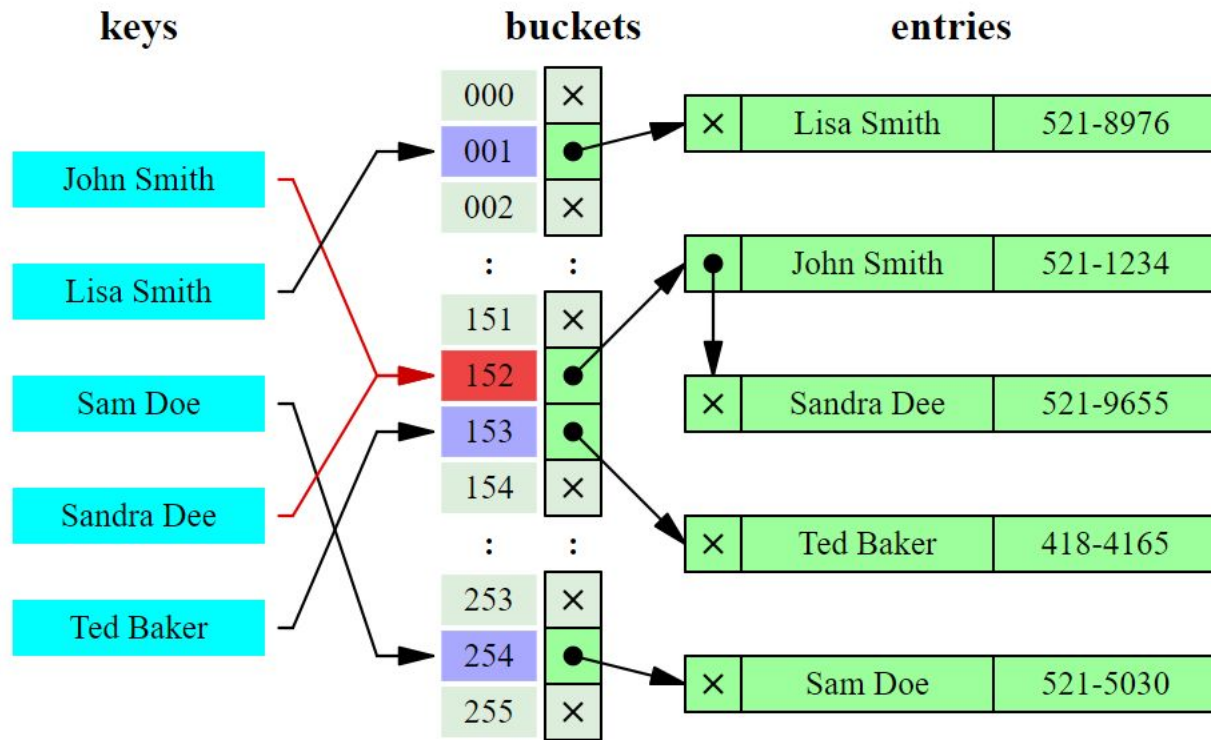 keys
buckets
entries
John Smith
Lisa Smith
Sam Doe
Sandra Dee
Ted Baker
000 ×
001
002 ×
: :
151 ×
152
153
154 ×
: :
253 ×
254
255 ×
× Lisa Smith 521-8976
John Smith 521-1234
× Sandra Dee 521-9655
× Ted Baker 418-4165
× Sam Doe 521-5030